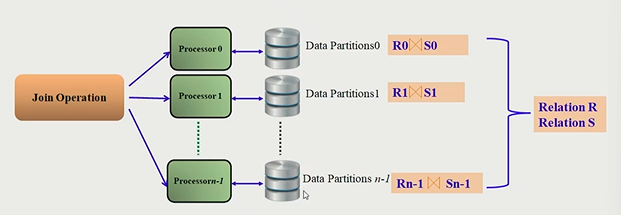 Join Operation
Processor 0
Data Partitions0
R0⋈S0
Processor 1
Data Partitions1
R1⋈S1
Relation R
Relation S
Processorn-1
Data Partitions n-1
Rn-1 ⋈ Sn-1